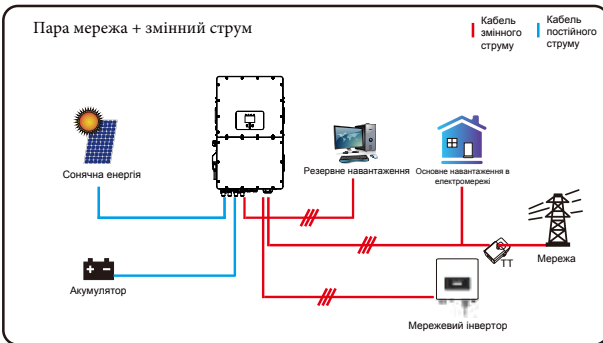 Пара мережа + змінний струм
Кабель
змінного
струму
Кабель
постійного
струму
Сонячна енергія
Резервне навантаження
Основне навантаження в
електромережі
ТТ
Мережа
Акумулятор
Мережевий інвертор